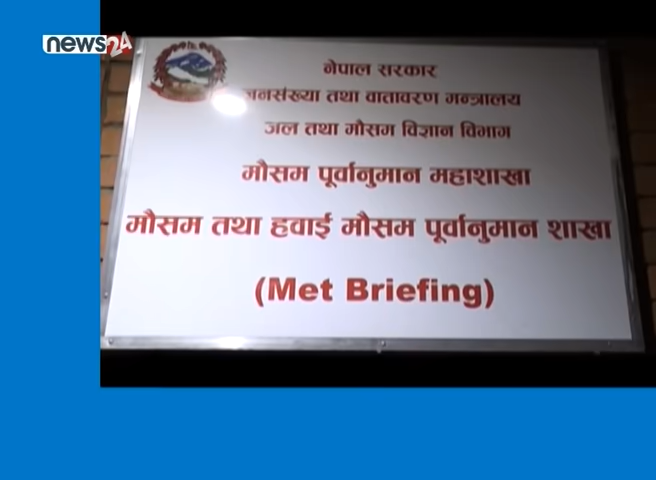 news24
नेपाल सरकार
जनसंख्या तथा वातावरण मन्त्रालय
जल तथा मौसम विज्ञान विभाग
मौसम पूर्वानुमान महाशाखा
मौसम तथा हवाई मौसम पूर्वानुमान शाखा
(Met Briefing)